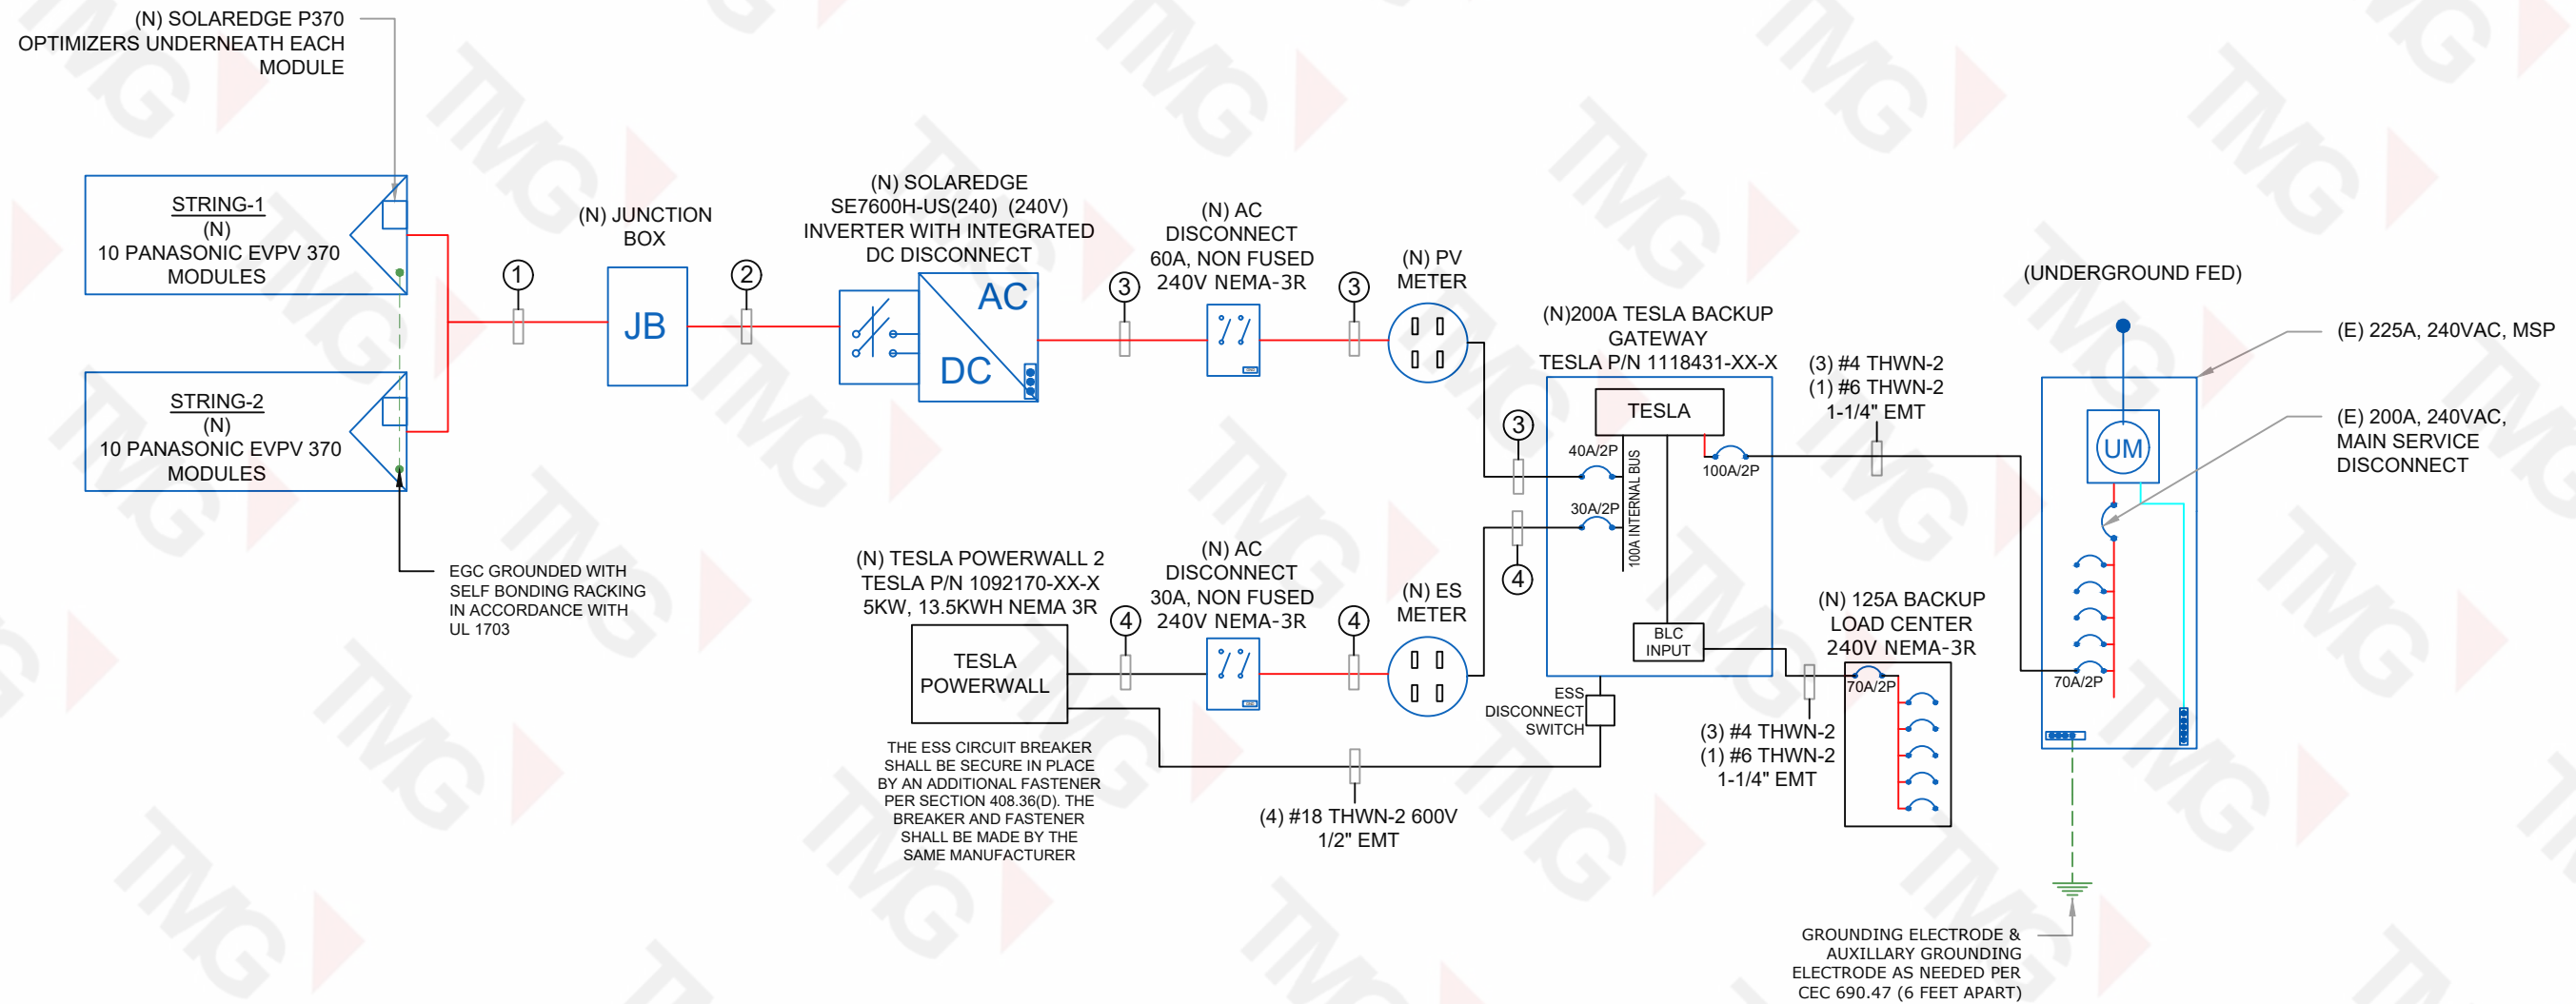 (N) SOLAREDGE P370
OPTIMIZERS UNDERNEATH EACH
MODULE
STRING-1
(N)
10 PANASONIC EVPV 370
MODULES
STRING-2
(N)
10 PANASONIC EVPV 370
MODULES
EGC GROUNDED WITH
SELF BONDING RACKING
IN ACCORDANCE WITH
UL 1703
1
(N) JUNCTION
BOX
JB
2
(N) SOLAREDGE
SE7600H-US(240) (240V)
INVERTER WITH INTEGRATED
DC DISCONNECT
AC
DC
3
(N) AC
DISCONNECT
60A, NON FUSED
240V NEMA-3R
3
(N) PV
METER
3
(N) TESLA POWERWALL 2
TESLA P/N 1092170-XX-X
5KW, 13.5KWH NEMA 3R
TESLA
POWERWALL
THE ESS CIRCUIT BREAKER
SHALL BE SECURE IN PLACE
BY AN ADDITIONAL FASTENER
PER SECTION 408.36(D). THE
BREAKER AND FASTENER
SHALL BE MADE BY THE
SAME MANUFACTURER
4
(N) AC
DISCONNECT
30A, NON FUSED
240V NEMA-3R
4
(N) ES
METER
4
(4) #18 THWN-2 600V
1/2" EMT
ESS
DISCONNECT
SWITCH
(N)200A TESLA BACKUP
GATEWAY
TESLA P/N 1118431-XX-X
TESLA
40A/2P
30A/2P
100A INTERNAL BUS
100A/2P
BLC
INPUT
(3) #4 THWN-2
(1) #6 THWN-2
1-1/4" EMT
(N) 125A BACKUP
LOAD CENTER
240V NEMA-3R
70A/2P
(3) #4 THWN-2
(1) #6 THWN-2
1-1/4" EMT
(UNDERGROUND FED)
UM
70A/2P
(E) 225A, 240VAC, MSP
(E) 200A, 240VAC,
MAIN SERVICE
DISCONNECT
GROUNDING ELECTRODE &
AUXILLARY GROUNDING
ELECTRODE AS NEEDED PER
CEC 690.47 (6 FEET APART)
TMG